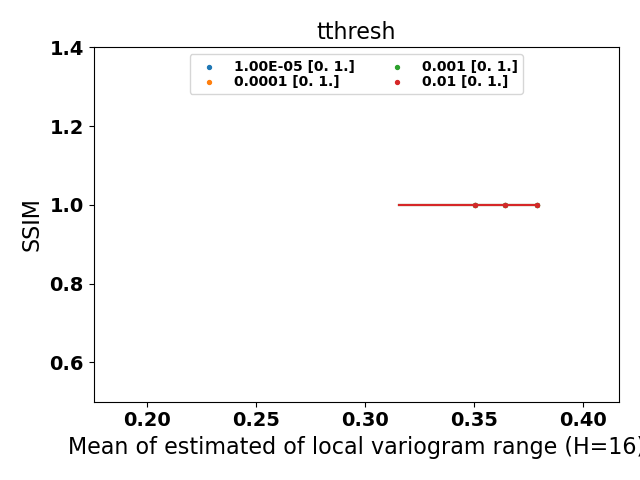 tthresh
1.4
1.00E-05 [0. 1.] 0.001 [0. 1.]
0.0001 [0. 1.] 0.01 [0. 1.]
1.2
1.0
0.8
0.6
SSIM
0.20 0.25 0.30 0.35 0.40
Mean of estimated of local variogram range (H=16)